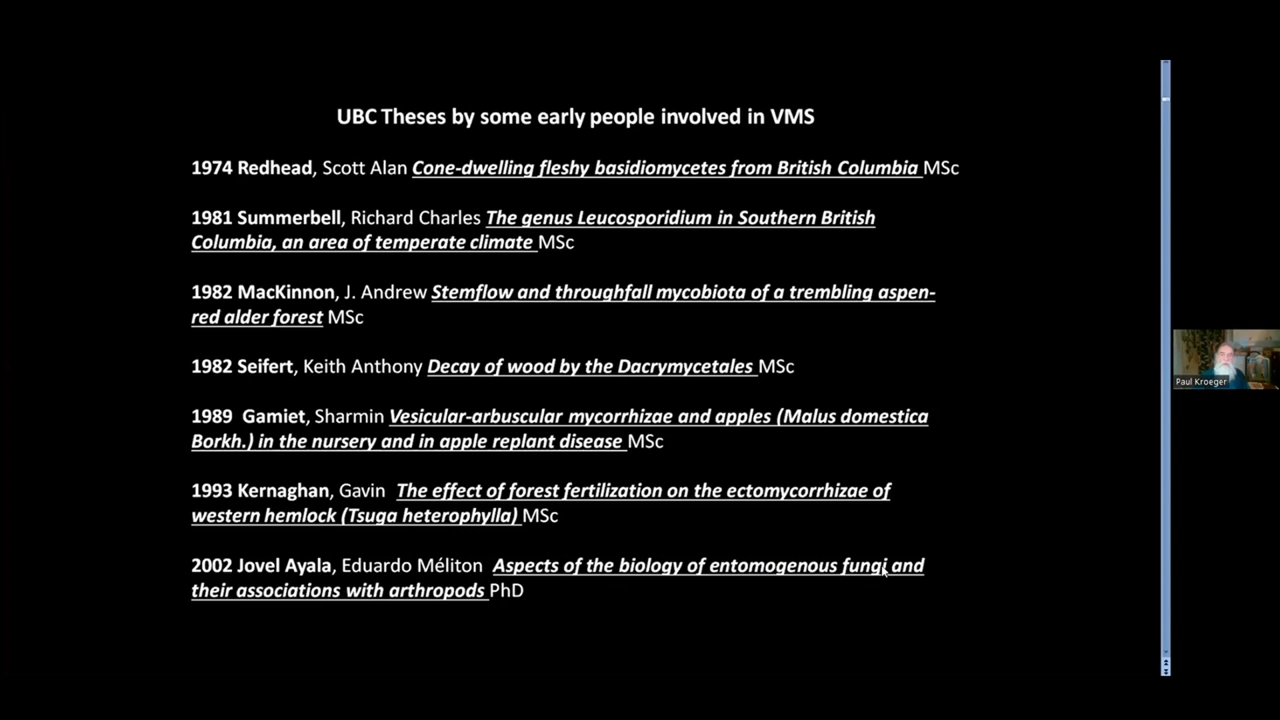 UBC Theses by some early people involved in VMS
1974 Redhead, Scott Alan Cone-dwelling fleshy basidiomycetes from British Columbia MSc
1981 Summerbell, Richard Charles The genus Leucosporidium in Southern British
Columbia, an area of temperate climate MSc
1982 MacKinnon, J. Andrew Stemflow and throughfall mycobiota of a trembling aspen-
red alder forest MSc
1982 Seifert, Keith Anthony Decay of wood by the Dacrymycetales MSc
1989 Gamiet, Sharmin Vesicular-arbuscular mycorrhizae and apples (Malus domestica
Borkh.) in the nursery and in apple replant disease MSc
1993 Kernaghan, Gavin The effect of forest fertilization on the ectomycorrhizae of
western hemlock (Tsuga heterophylla) MSc
2002 Jovel Ayala, Eduardo Méliton Aspects of the biology of entomogenous fungi and
their associations with arthropods PhD
Paul Kroeger